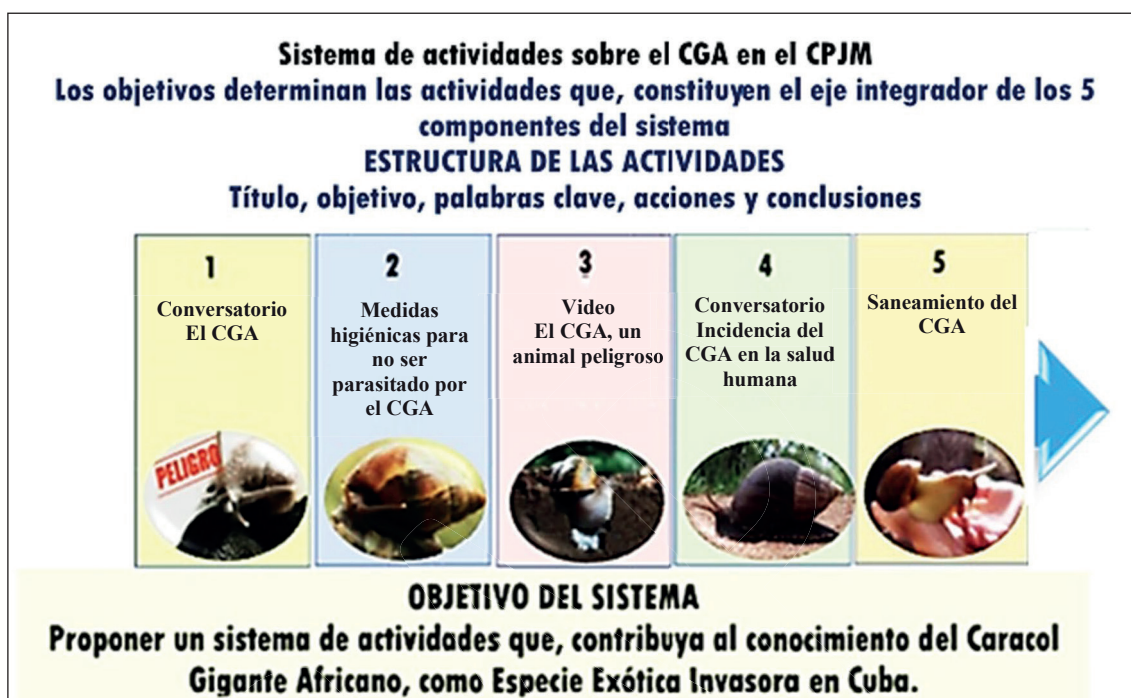 Sistema de actividades sobre el CGA en el CPJM
Los objetivos determinan las actividades que, constituyen el eje integrador de los 5
componentes del sistema
ESTRUCTURA DE LAS ACTIVIDADES
Título, objetivo, palabras clave, acciones y conclusiones
1
Conversatorio
El CGA
PELIGRO
2
Medidas
higiénicas para
no ser
parasitado por
el CGA
3
Video
El CGA, un
animal peligroso
4
Conversatorio
Incidencia del
CGA en la salud
humana
5
Saneamiento del
CGA
OBJETIVO DEL SISTEMA
Proponer un sistema de actividades que, contribuya al conocimiento del Caracol
Gigante Africano, como Especie Exótica Invasora en Cuba.